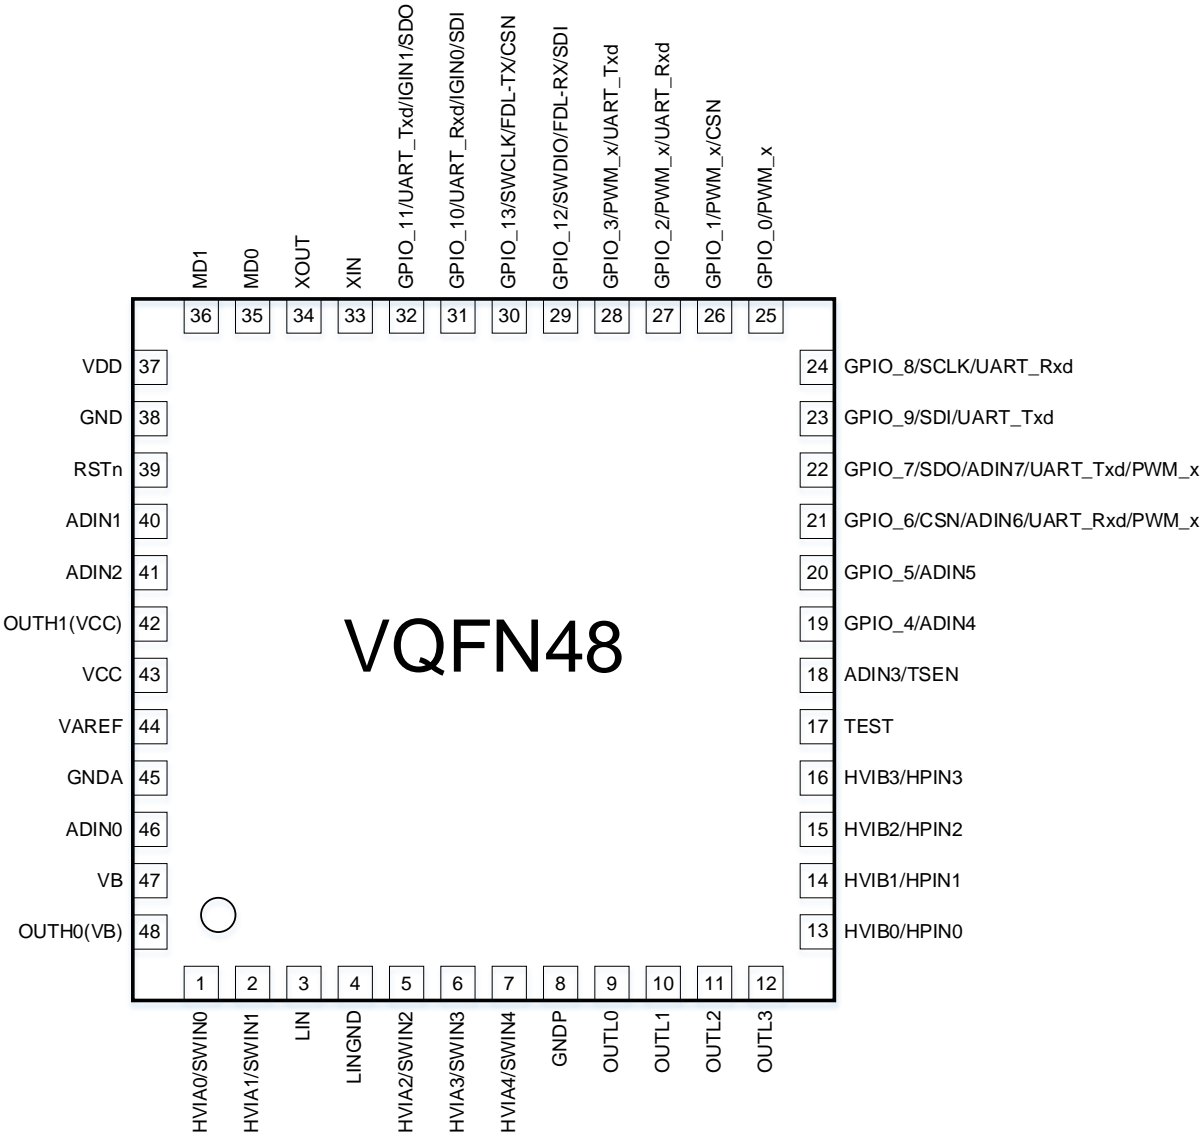 GPIO_11/UART_Txd/IGIN1/SDO
GPIO_10/UART_Rxd/IGIN0/SDI
GPIO_13/SWCLK/FDL-TX/CSN
GPIO_12/SWDIO/FDL-RX/SDI
GPIO_3/PWM_x/UART_Txd
GPIO_2/PWM_x/UART_Rxd
GPIO_1/PWM_x/CSN
GPIO_0/PWM_x
MD1
MD0
XOUT
XIN
36 35 34 33 32 31 30 29 28 27 26 25
VDD 37
24 GPIO_8/SCLK/UART_Rxd
GND 38
23 GPIO_9/SDI/UART_Txd
RSTn 39
22 GPIO_7/SDO/ADIN7/UART_Txd/PWM_x
ADIN1 40
21 GPIO_6/CSN/ADIN6/UART_Rxd/PWM_x
ADIN2 41
20 GPIO_5/ADIN5
OUTH1(VCC) 42
19 GPIO_4/ADIN4
VQFN48
VCC 43
18 ADIN3/TSEN
VAREF 44
17 TEST
GNDA 45
16 HVIB3/HPIN3
ADIN0 46
15 HVIB2/HPIN2
VB 47
14 HVIB1/HPIN1
OUTH0(VB) 48
13 HVIB0/HPIN0
1 2 3 4 5 6 7 8 9 10 11 12
HVIA0/SWIN0
HVIA1/SWIN1
LIN
LINGND
HVIA2/SWIN2
HVIA3/SWIN3
HVIA4/SWIN4
GNDP
OUTL0
OUTL1
OUTL2
OUTL3